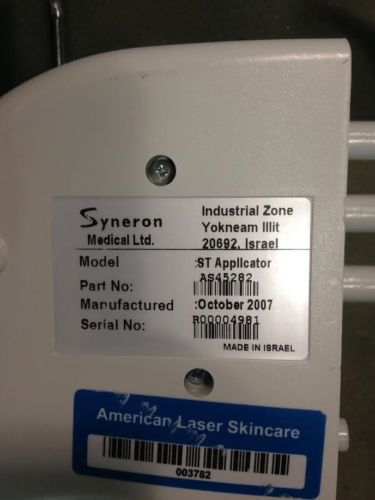 Syneron
Medical Ltd.
Industrial Zone
Yokneam Illit
20692, Israel
Model :ST Applicator
Part No: AS45282
Manufactured :October 2007
Serial No: R00004981
MADE IN ISRAEL
American Laser Skincare
003782